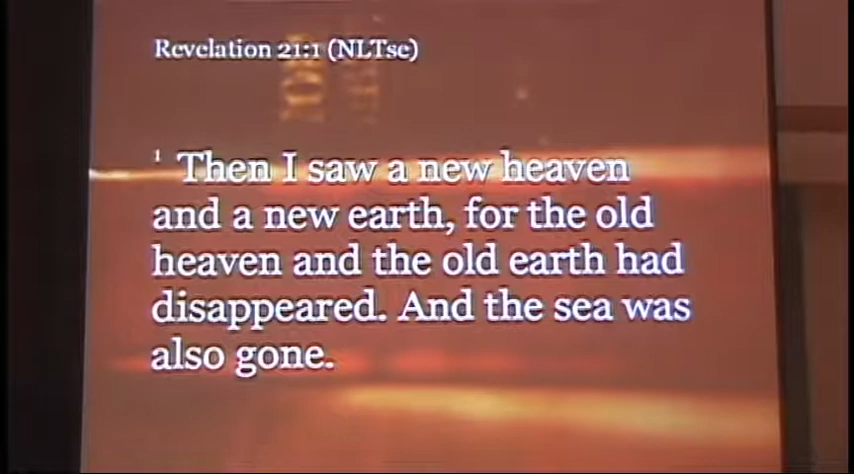 Revelation 21:1 (NLTse)
1 Then I saw a new heaven
and a new earth, for the old
heaven and the old earth had
disappeared. And the sea was
also gone.